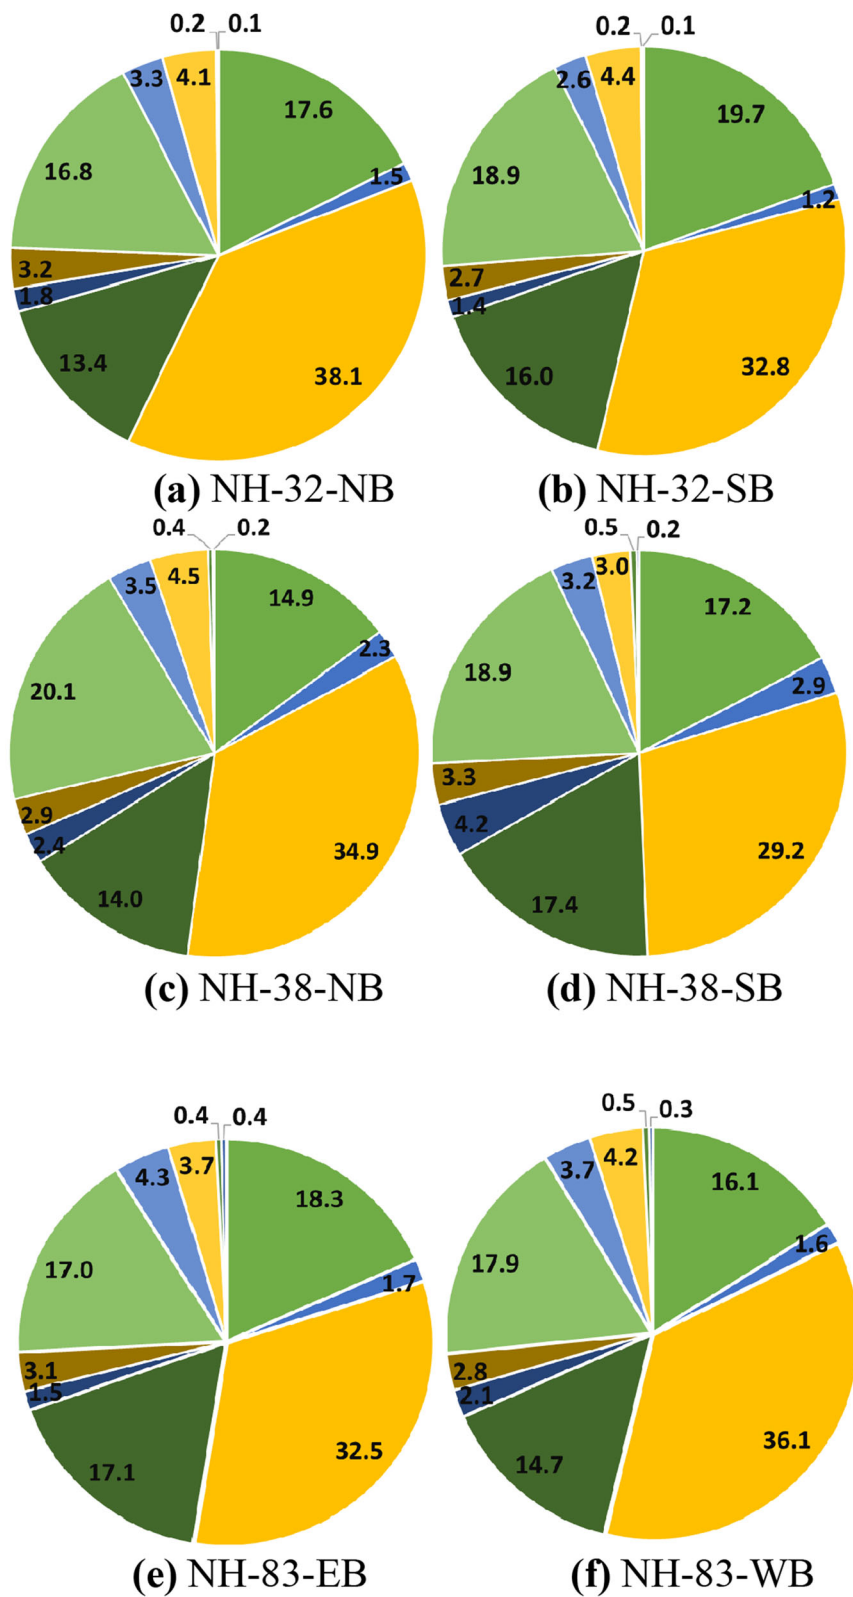 0.2 0.1 0.2 0.1
3.3 4.1 17.6 2.6 4.4 19.7
16.8 1.5 18.9 1.2
3.2 2.7
1.8 1.4
13.4 38.1 16.0 32.8
(a) NH-32-NB (b) NH-32-SB
0.4 0.2 0.5 0.2
3.5 4.5 14.9 3.2 3.0 17.2
20.1 2.3 18.9 2.9
2.9 3.3
2.4 4.2
14.0 34.9 17.4 29.2
(c) NH-38-NB (d) NH-38-SB
0.4 0.4 0.5 0.3
4.3 3.7 18.3 3.7 4.2 16.1
17.0 1.7 17.9 1.6
3.1 2.8
1.5 2.1
17.1 32.5 14.7 36.1
(e) NH-83-EB (f) NH-83-WB